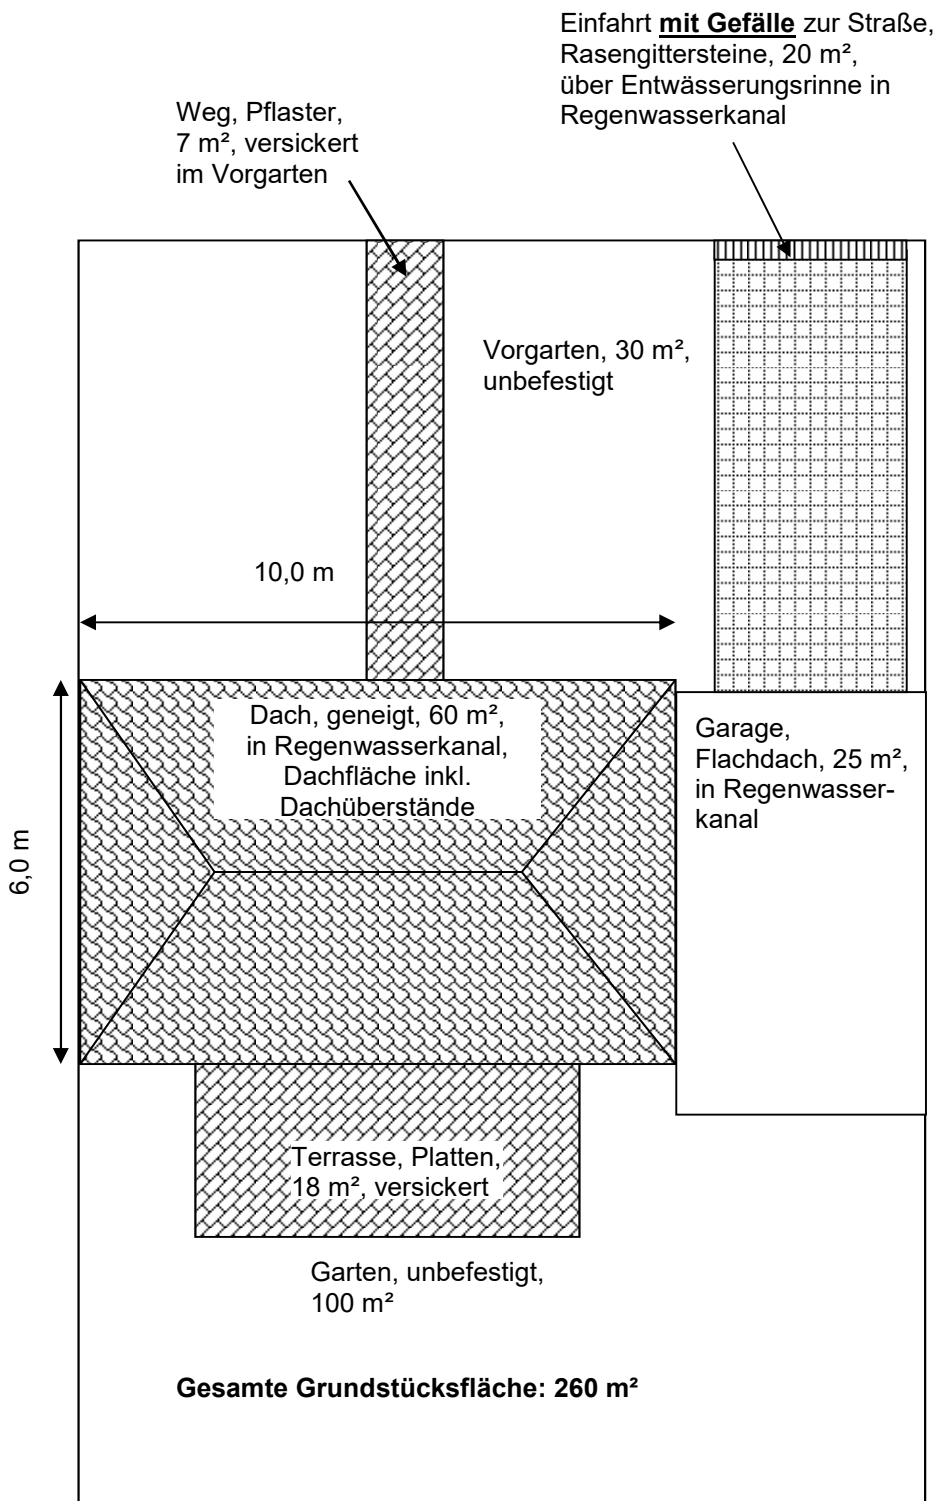 Einfahrt mit Gefälle zur Straße,
Rasengittersteine, 20 m²,
über Entwässerungsrinne in
Regenwasserkanal
Weg, Pflaster,
7 m², versickert
im Vorgarten
Vorgarten, 30 m²,
unbefestigt
10,0 m
Dach, geneigt, 60 m²,
in Regenwasserkanal,
Dachfläche inkl.
Dachüberstände
Garage,
Flachdach, 25 m²,
in Regenwasser-
kanal
6,0 m
Terrasse, Platten,
18 m², versickert
Garten, unbefestigt,
100 m²
Gesamte Grundstücksfläche: 260 m²